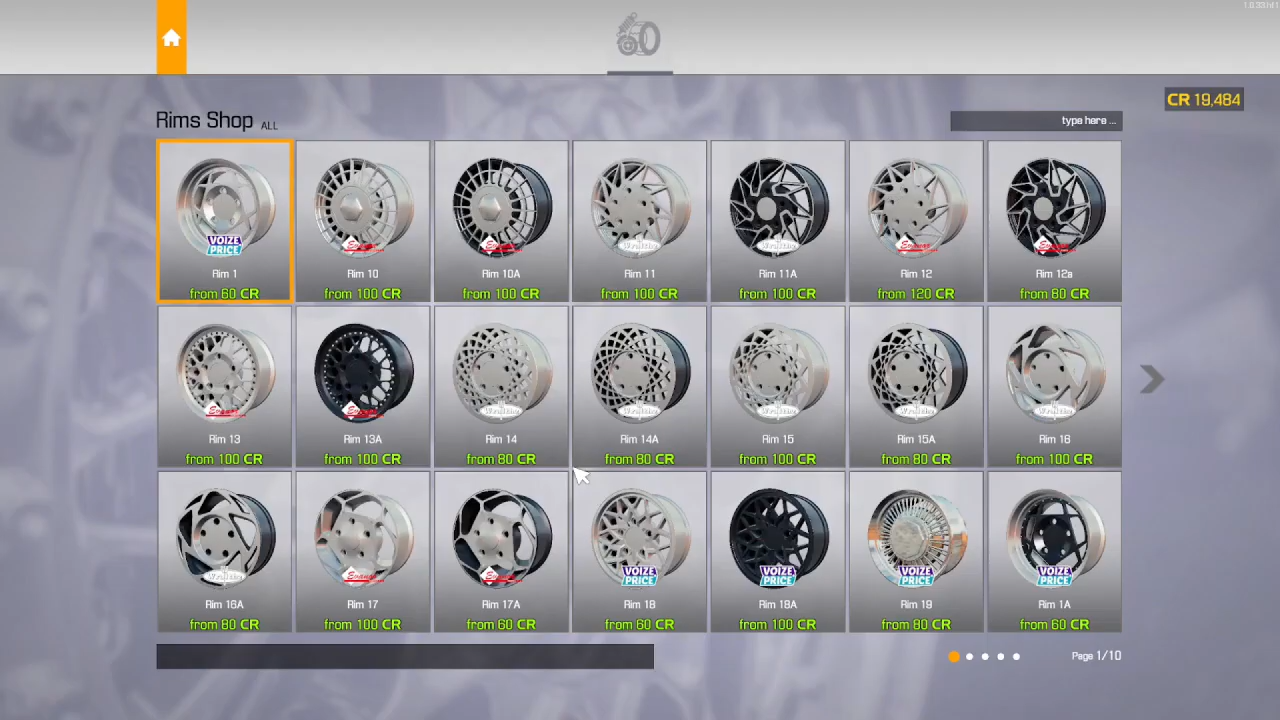 1.0.33.hf1
CR 19,484
Rims Shop ALL
type here ...
VOIZE
PRICE
Rim 1
from 60 CR
Rim 10
from 100 CR
Rim 10A
from 100 CR
Rim 11
from 100 CR
Rim 11A
from 100 CR
Rim 12
from 120 CR
Rim 12a
from 80 CR
Rim 13
from 100 CR
Rim 13A
from 100 CR
Rim 14
from 80 CR
Rim 14A
from 80 CR
Rim 15
from 100 CR
Rim 15A
from 80 CR
Rim 16
from 100 CR
Rim 16A
from 80 CR
Rim 17
from 100 CR
Rim 17A
from 60 CR
VOIZE
PRICE
Rim 18
from 60 CR
VOIZE
PRICE
Rim 18A
from 100 CR
VOIZE
PRICE
Rim 19
from 80 CR
VOIZE
PRICE
Rim 1A
from 60 CR
Page 1/10